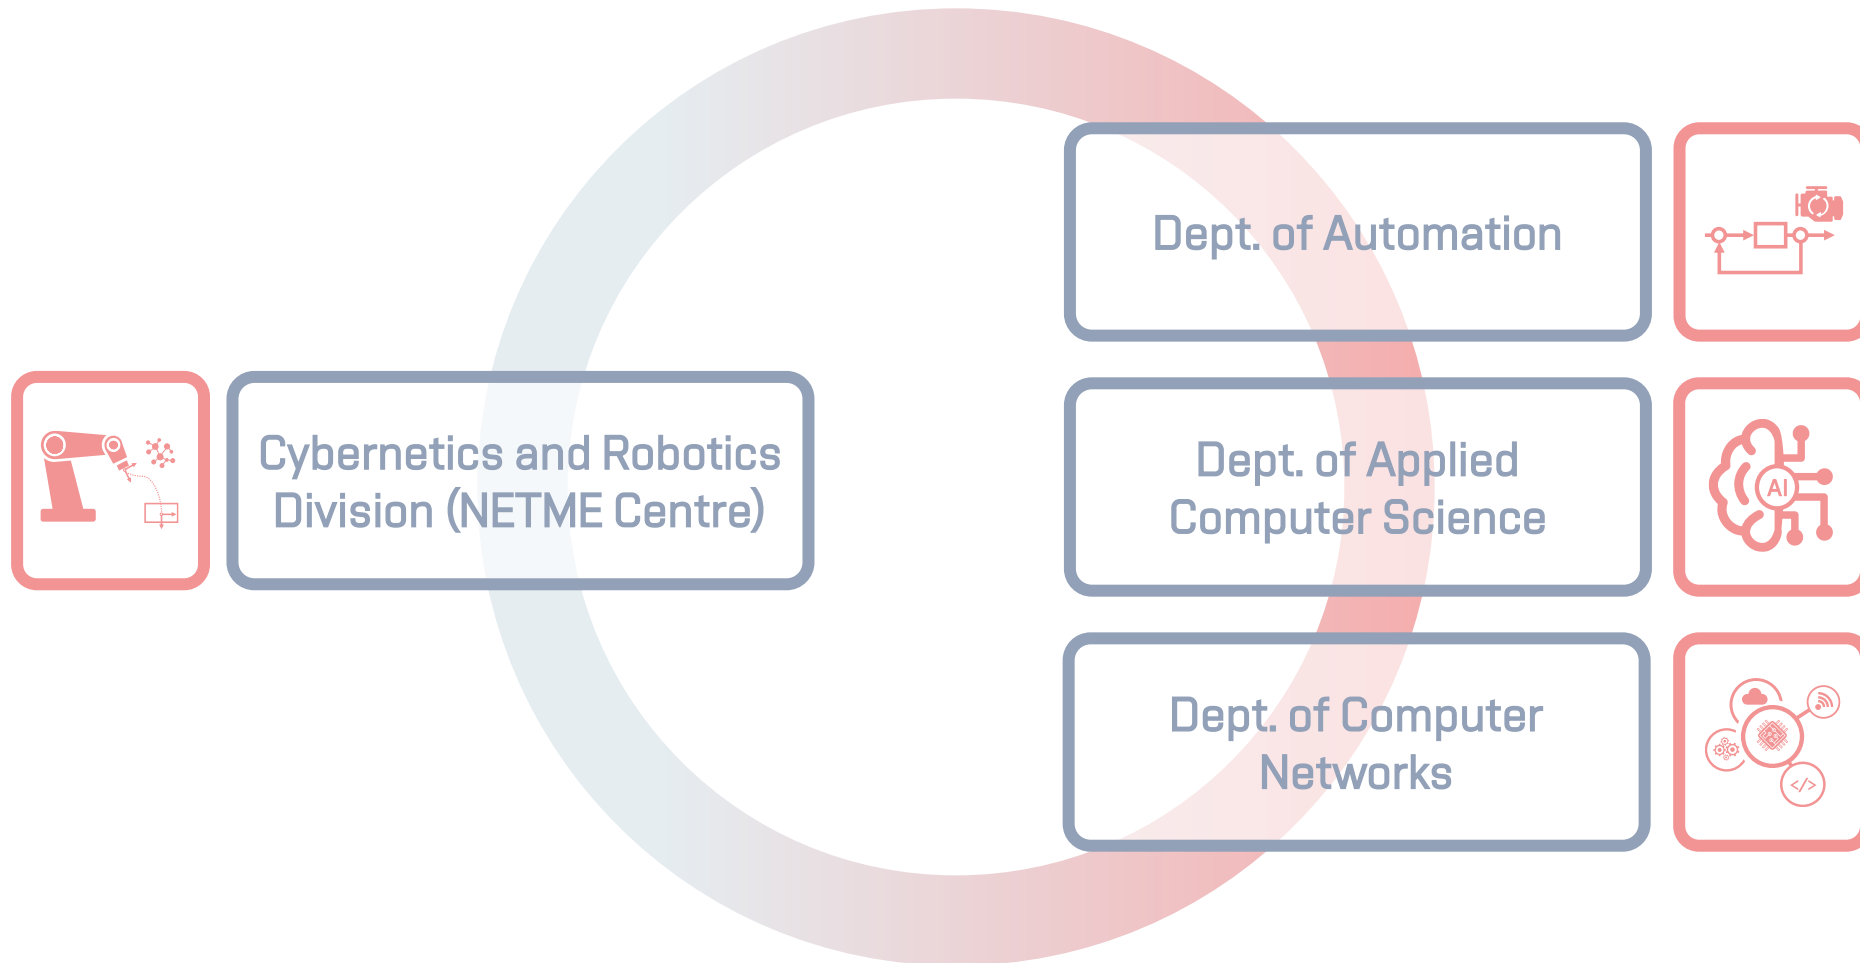 Dept. of Automation
Cybernetics and Robotics
Division (NETME Centre)
Dept. of Applied
Computer Science
AI
Dept. of Computer
Networks
</>